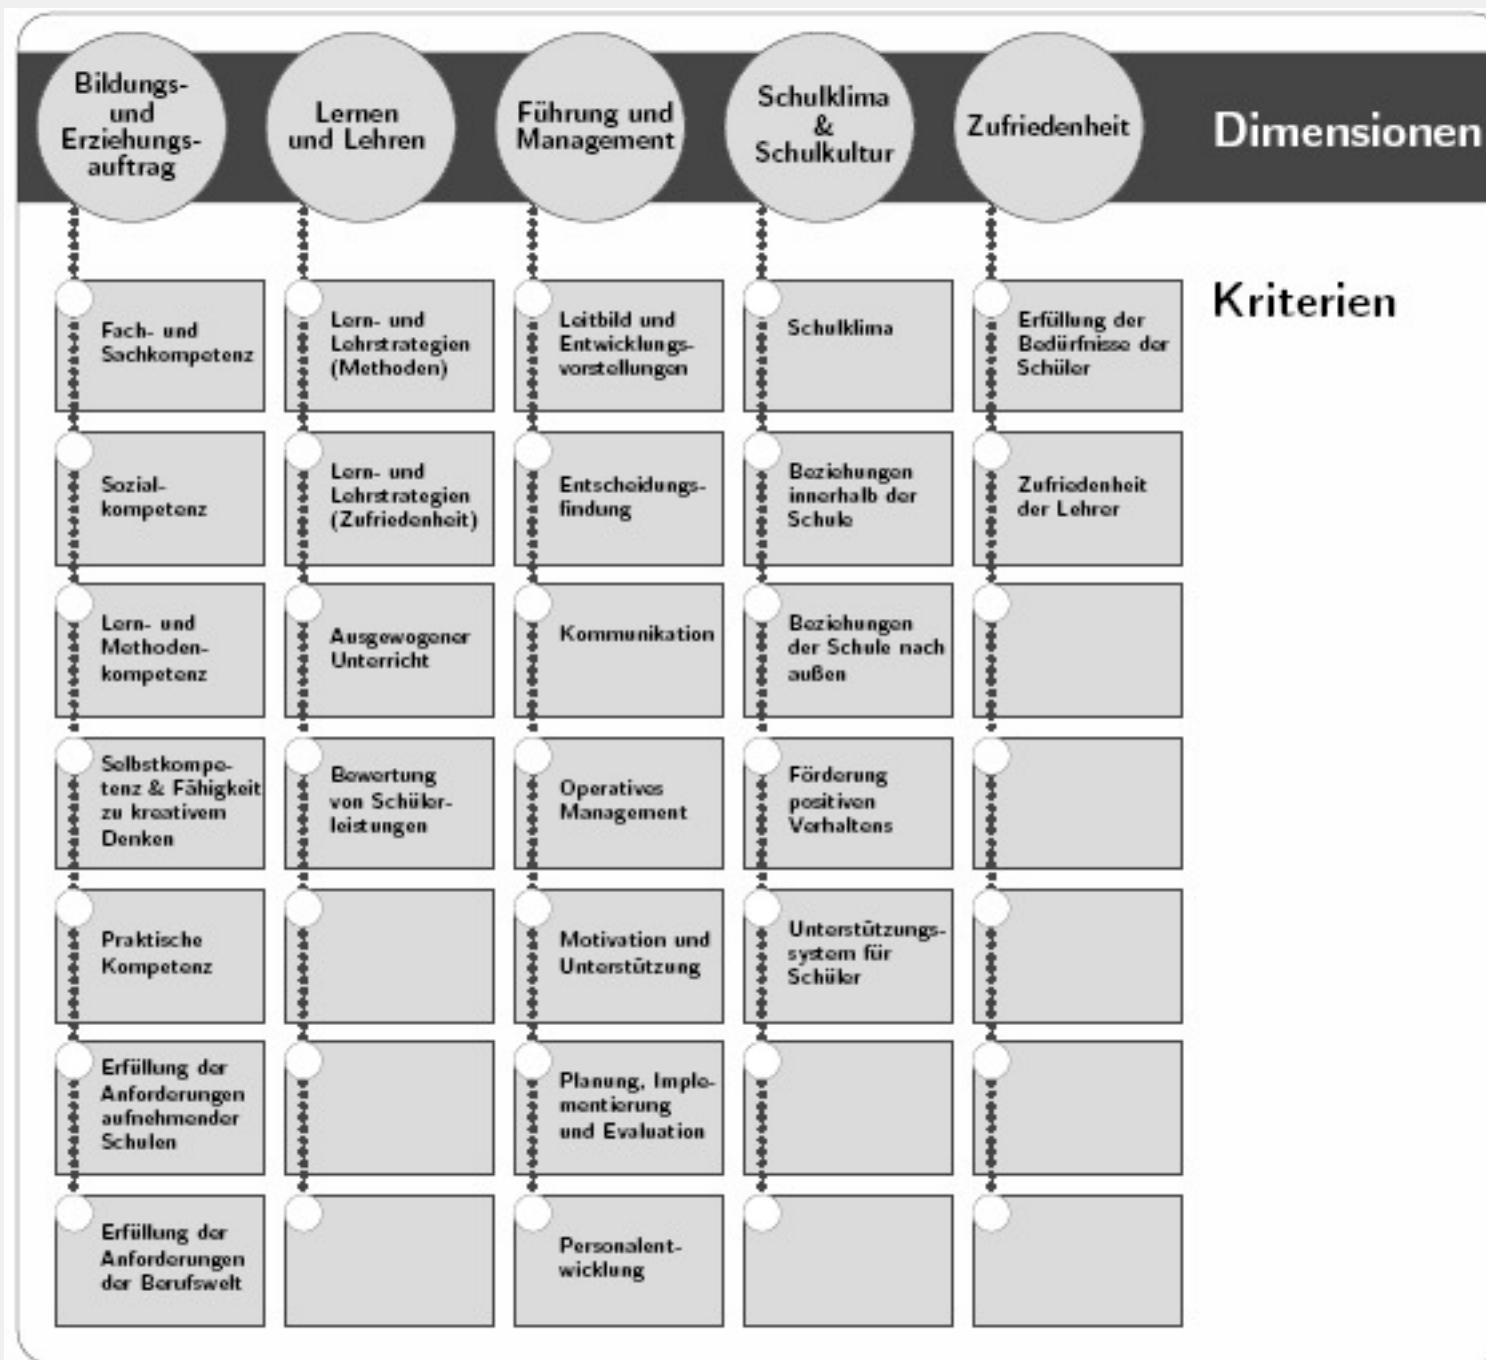 Bildungs-
und
Erziehungs-
auftrag
Lernen
und Lehren
Führung und
Management
Schulklima
&
Schulkultur
Zufriedenheit
Dimensionen
Kriterien
Fach- und
Sachkompetenz
Sozial-
kompetenz
Lern- und
Methoden-
kompetenz
Selbstkompe-
tenz & Fähigkeit
zu kreativem
Denken
Praktische
Kompetenz
Erfüllung der
Anforderungen
aufnehmender
Schulen
Erfüllung der
Anforderungen
der Berufswelt
Lern- und
Lehrstrategien
(Methoden)
Lern- und
Lehrstrategien
(Zufriedenheit)
Ausgewogener
Unterricht
Bewertung
von Schüler-
leistungen
Leitbild und
Entwicklungs-
vorstellungen
Entscheidungs-
findung
Kommunikation
Operatives
Management
Motivation und
Unterstützung
Planung, Imple-
mentierung
und Evaluation
Personalent-
wicklung
Schulklima
Beziehungen
innerhalb der
Schule
Beziehungen
der Schule nach
außen
Förderung
positiven
Verhaltens
Unterstützungs-
system für
Schüler
Erfüllung der
Bedürfnisse der
Schüler
Zufriedenheit
der Lehrer